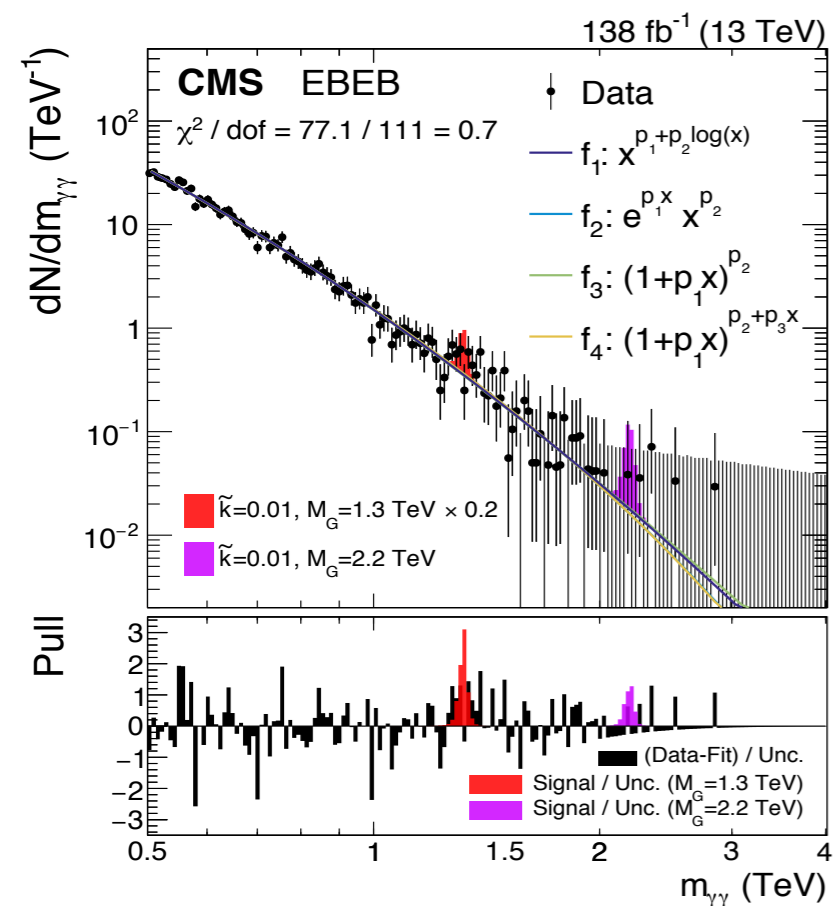 138 fb⁻¹ (13 TeV)
CMS EBEB
χ² / dof = 77.1 / 111 = 0.7
Data
f₁: x^(p₁+p₂log(x))
f₂: e^(p₁x) x^(p₂)
f₃: (1+p₁x)^(p₂)
f₄: (1+p₁x)^(p₂+p₃x)
dN/dm_γγ (TeV⁻¹)
10²
10
1
10⁻¹
10⁻²
k̃=0.01, M_G=1.3 TeV × 0.2
k̃=0.01, M_G=2.2 TeV
Pull
3
2
1
0
−1
−2
−3
(Data-Fit) / Unc.
Signal / Unc. (M_G=1.3 TeV)
Signal / Unc. (M_G=2.2 TeV)
0.5 1 1.5 2 3 4
m_γγ (TeV)